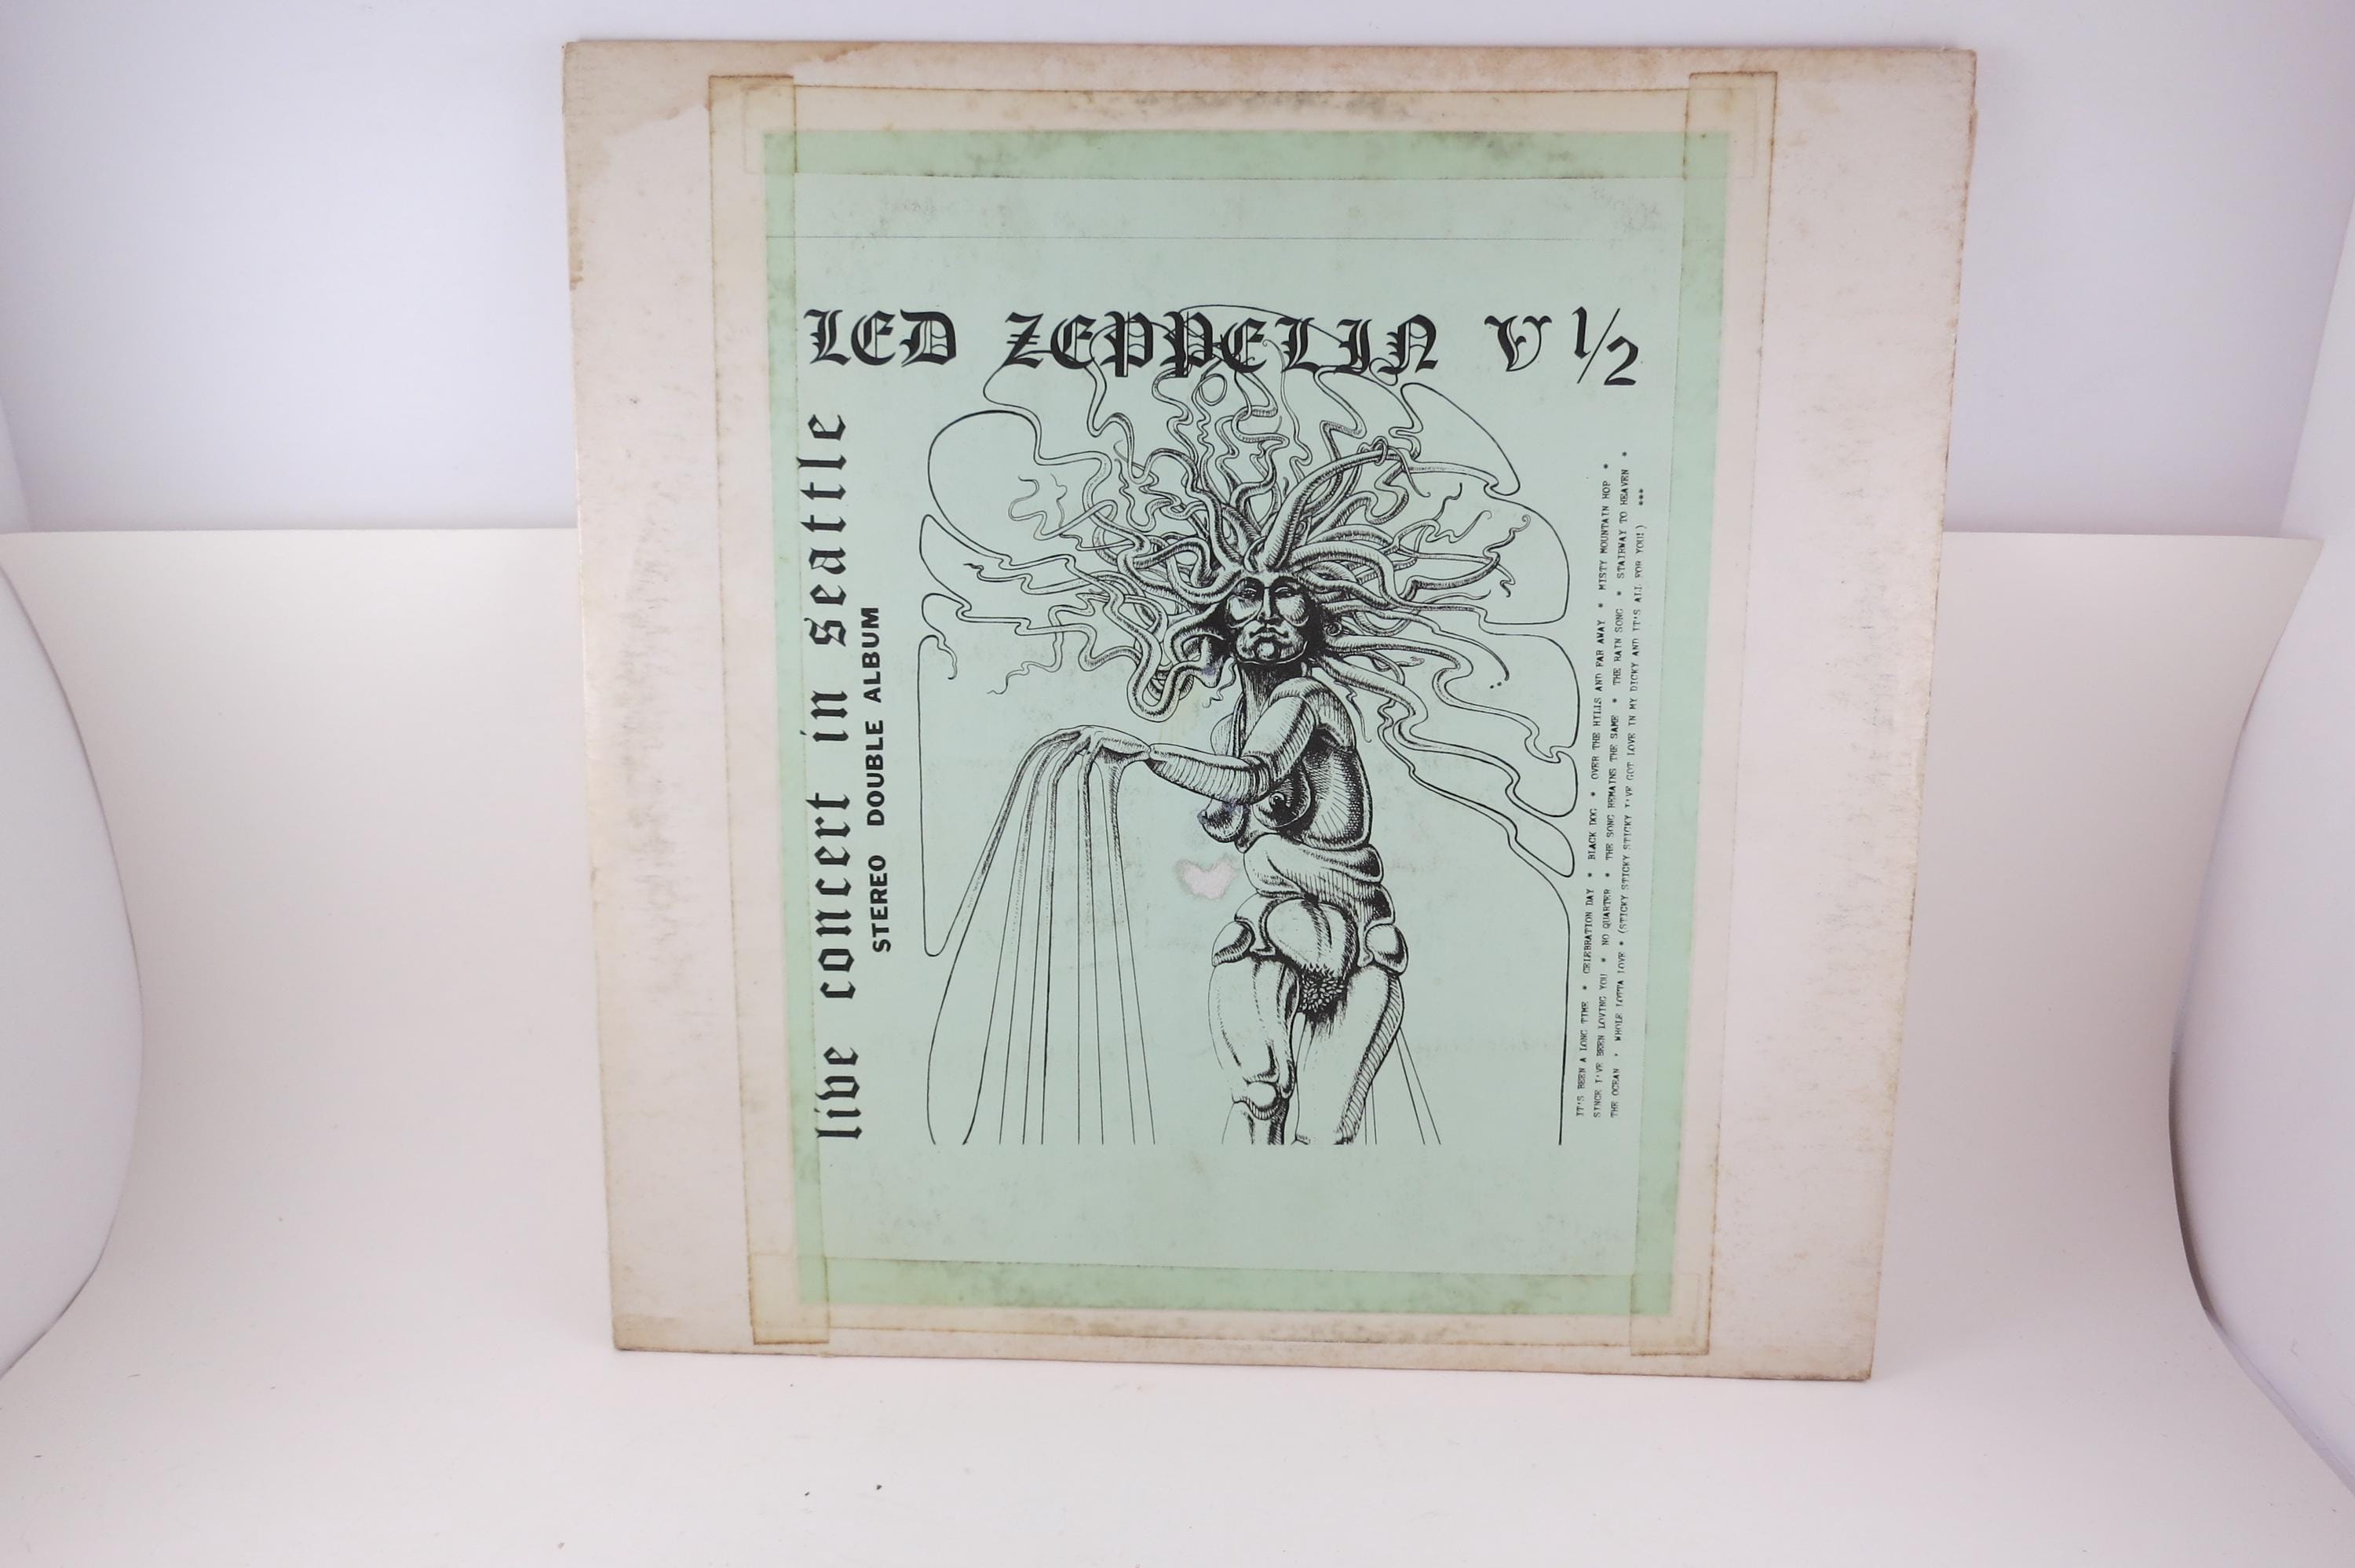 LED ZEPPELIN V 1/2
live concert in seattle
STEREO DOUBLE ALBUM
IT'S BEEN A LONG TIME * CELEBRATION DAY * BLACK DOG * OVER THE HILLS AND FAR AWAY * MISTY MOUNTAIN HOP *
SINCE I'VE BEEN LOVING YOU * NO QUARTER * THE SONG REMAINS THE SAME * THE RAIN SONG * STAIRWAY TO HEAVEN *
THE OCEAN * WHOLE LOTTA LOVE * (STICKY STICKY STICKY I'VE GOT LOVE IN MY DICKY AND IT'S ALL FOR YOU!) ***